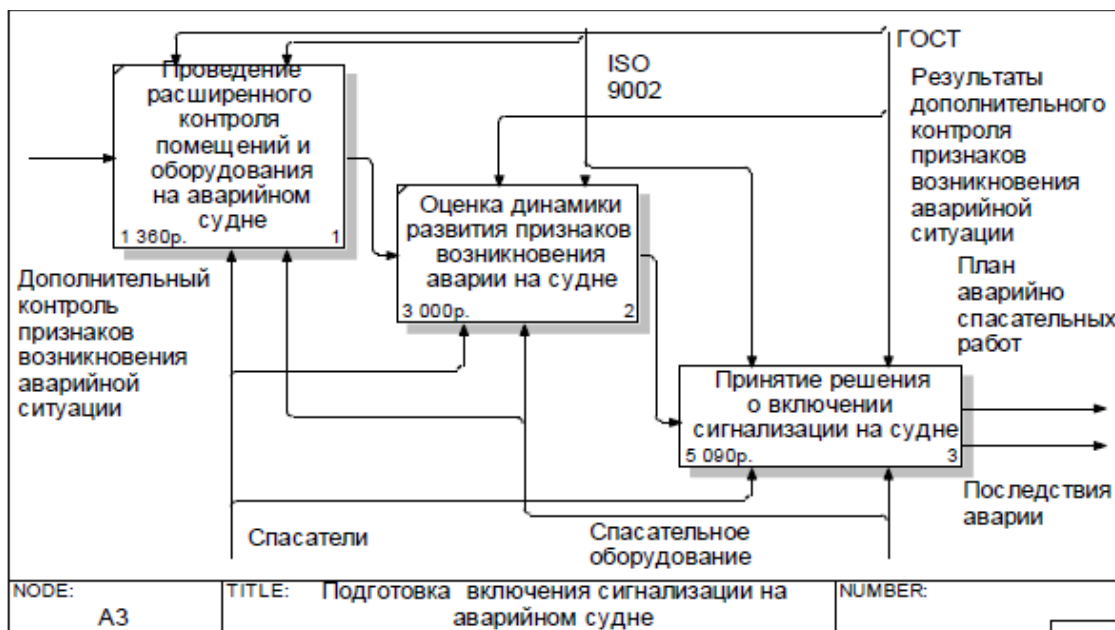 ГОСТ
ISO
9002
Результаты
дополнительного
контроля
признаков
возникновения
аварийной
ситуации
Проведение
расширенного
контроля
помещений и
оборудования
на аварийном
судне
1 360р.
1
Оценка динамики
развития признаков
возникновения
аварии на судне
3 000р.
2
Дополнительный
контроль
признаков
возникновения
аварийной
ситуации
План
аварийно
спасательных
работ
Принятие решения
о включении
сигнализации на судне
5 090р.
3
Последствия
аварии
Спасатели
Спасательное
оборудование
NODE:
A3
TITLE: Подготовка включения сигнализации на
аварийном судне
NUMBER: